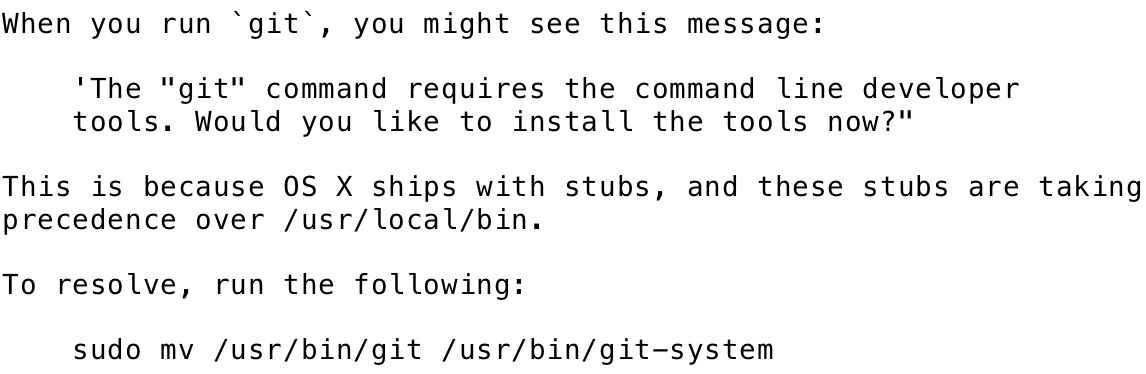 When you run `git`, you might see this message:
'The "git" command requires the command line developer
tools. Would you like to install the tools now?"
This is because OS X ships with stubs, and these stubs are taking
precedence over /usr/local/bin.
To resolve, run the following:
sudo mv /usr/bin/git /usr/bin/git-system